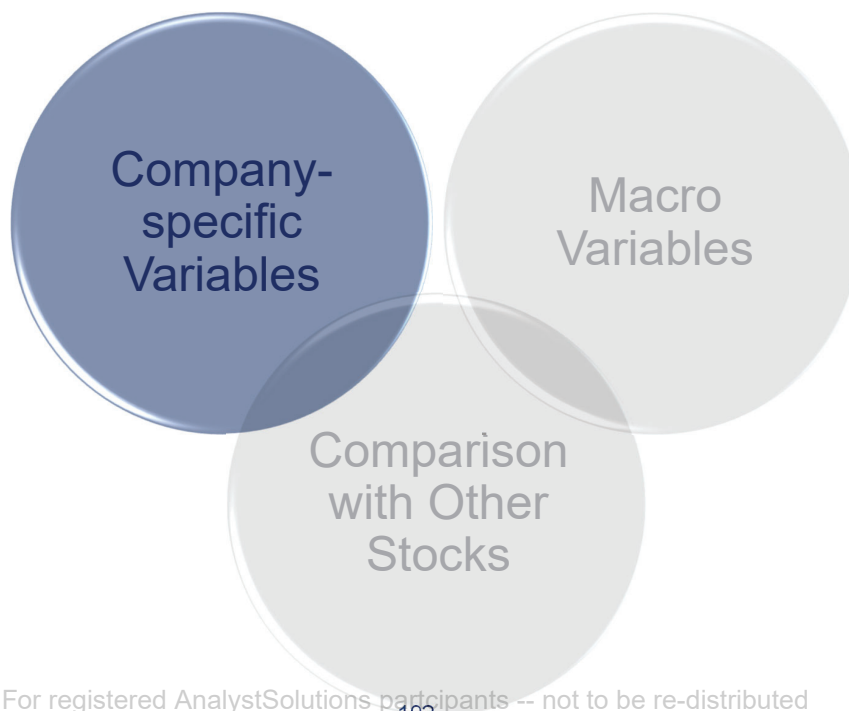 Company-
specific
Variables
Macro
Variables
Comparison
with Other
Stocks
For registered AnalystSolutions partcipants -- not to be re-distributed